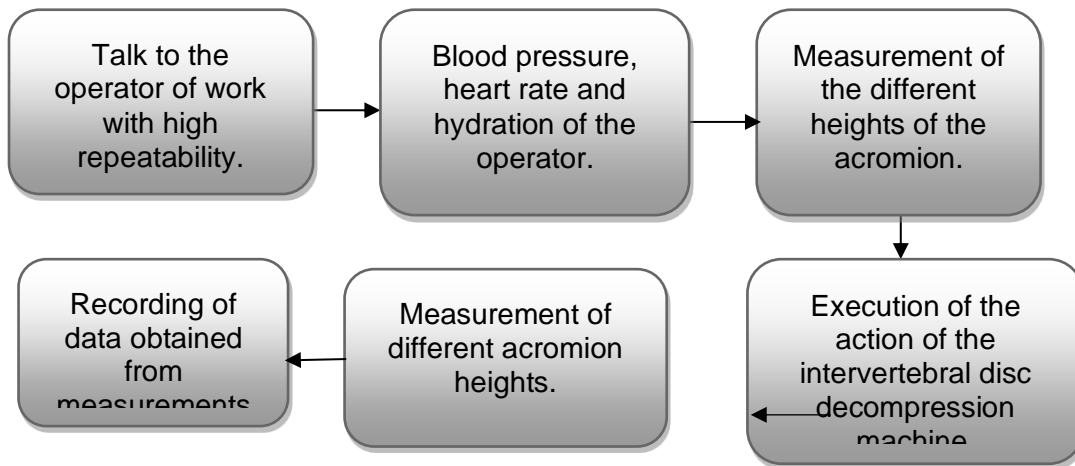 Talk to the
operator of work
with high
repeatability.
Blood pressure,
heart rate and
hydration of the
operator.
Measurement of
the different
heights of the
acromion.
Execution of the
action of the
intervertebral disc
decompression
machine
Measurement of
different acromion
heights.
Recording of
data obtained
from
measurements